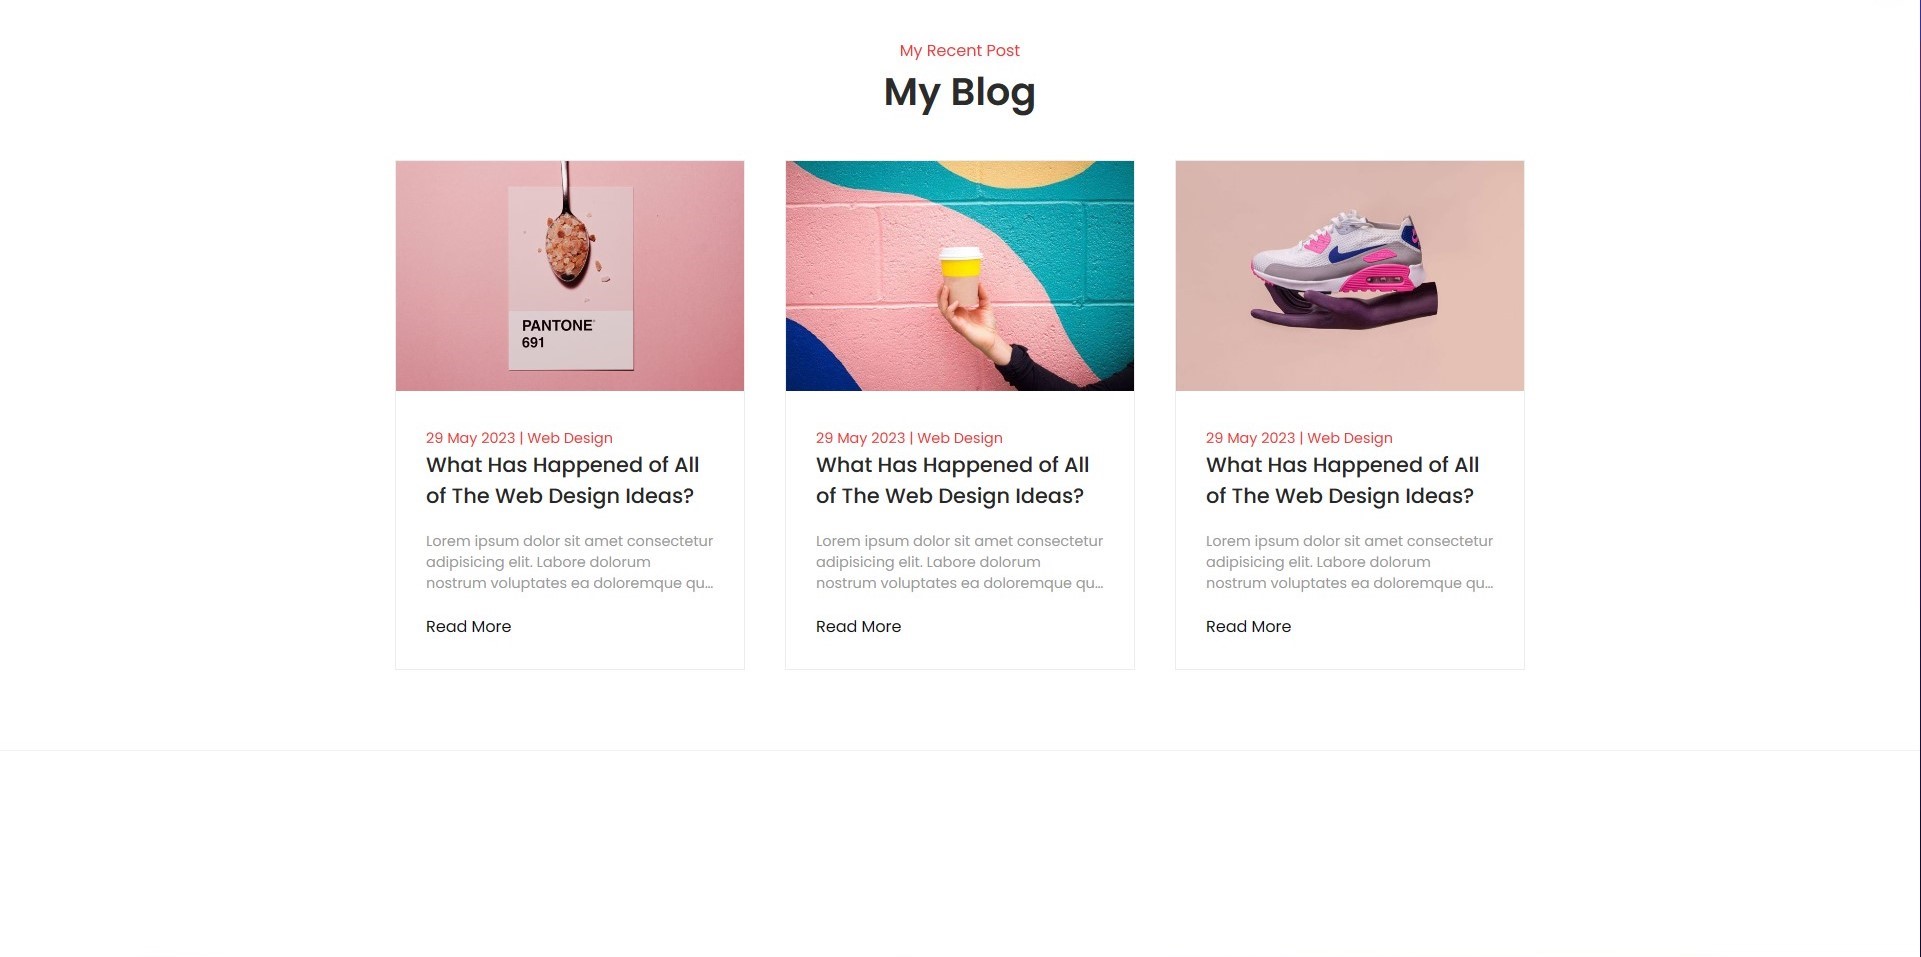 My Recent Post
My Blog
PANTONE
691
29 May 2023 | Web Design
What Has Happened of All
of The Web Design Ideas?
Lorem ipsum dolor sit amet consectetur
adipisicing elit. Labore dolorum
nostrum voluptates ea doloremque qu...
Read More
29 May 2023 | Web Design
What Has Happened of All
of The Web Design Ideas?
Lorem ipsum dolor sit amet consectetur
adipisicing elit. Labore dolorum
nostrum voluptates ea doloremque qu...
Read More
29 May 2023 | Web Design
What Has Happened of All
of The Web Design Ideas?
Lorem ipsum dolor sit amet consectetur
adipisicing elit. Labore dolorum
nostrum voluptates ea doloremque qu...
Read More